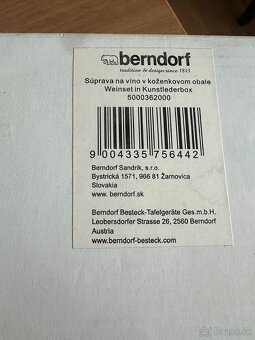 berndorf
tradition & design since 1843
Súprava na víno v koženkovom obale
Weinset in Kunstlederbox
5000362000
9 004335 756442
Berndorf Sandrik, s.r.o.
Bystrická 1571, 966 81 Žarnovica
Slovakia
www.berndorf.sk
Berndorf Besteck-Tafelgeräte Ges.m.b.H.
Leobersdorfer Strasse 26, 2560 Berndorf
Austria
www.berndorf-besteck.com
bazos.sk